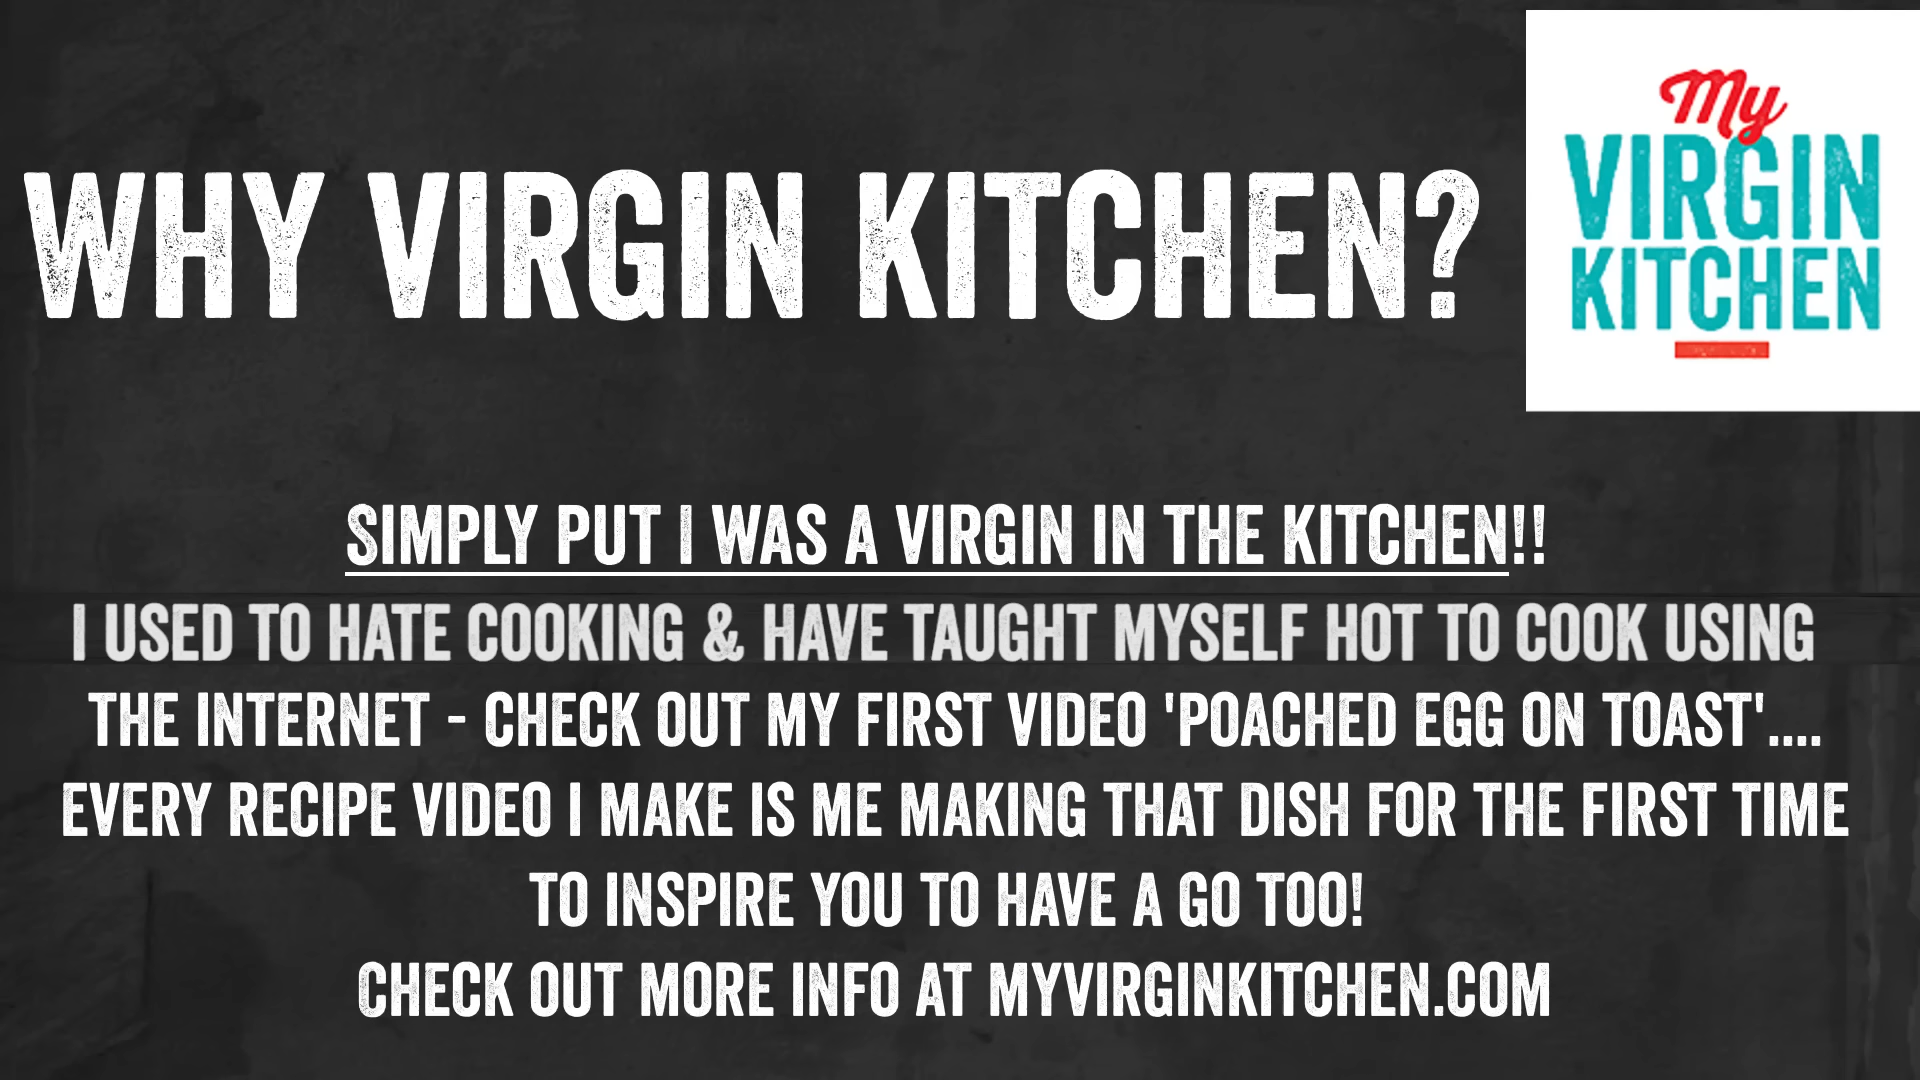 WHY VIRGIN KITCHEN?
My
VIRGIN
KITCHEN
SIMPLY PUT I WAS A VIRGIN IN THE KITCHEN!!
I USED TO HATE COOKING & HAVE TAUGHT MYSELF HOT TO COOK USING
THE INTERNET - CHECK OUT MY FIRST VIDEO 'POACHED EGG ON TOAST'....
EVERY RECIPE VIDEO I MAKE IS ME MAKING THAT DISH FOR THE FIRST TIME
TO INSPIRE YOU TO HAVE A GO TOO!
CHECK OUT MORE INFO AT MYVIRGINKITCHEN.COM